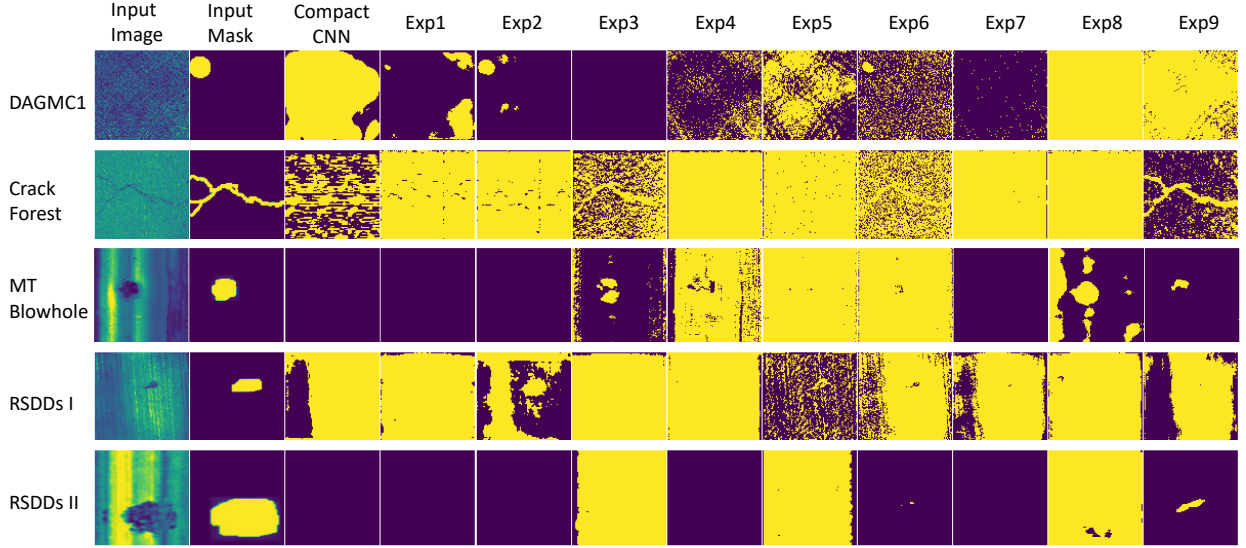 Input Image
Input Mask
Compact CNN
Exp1
Exp2
Exp3
Exp4
Exp5
Exp6
Exp7
Exp8
Exp9
DAGMC1
Crack Forest
MT Blowhole
RSDDs I
RSDDs II